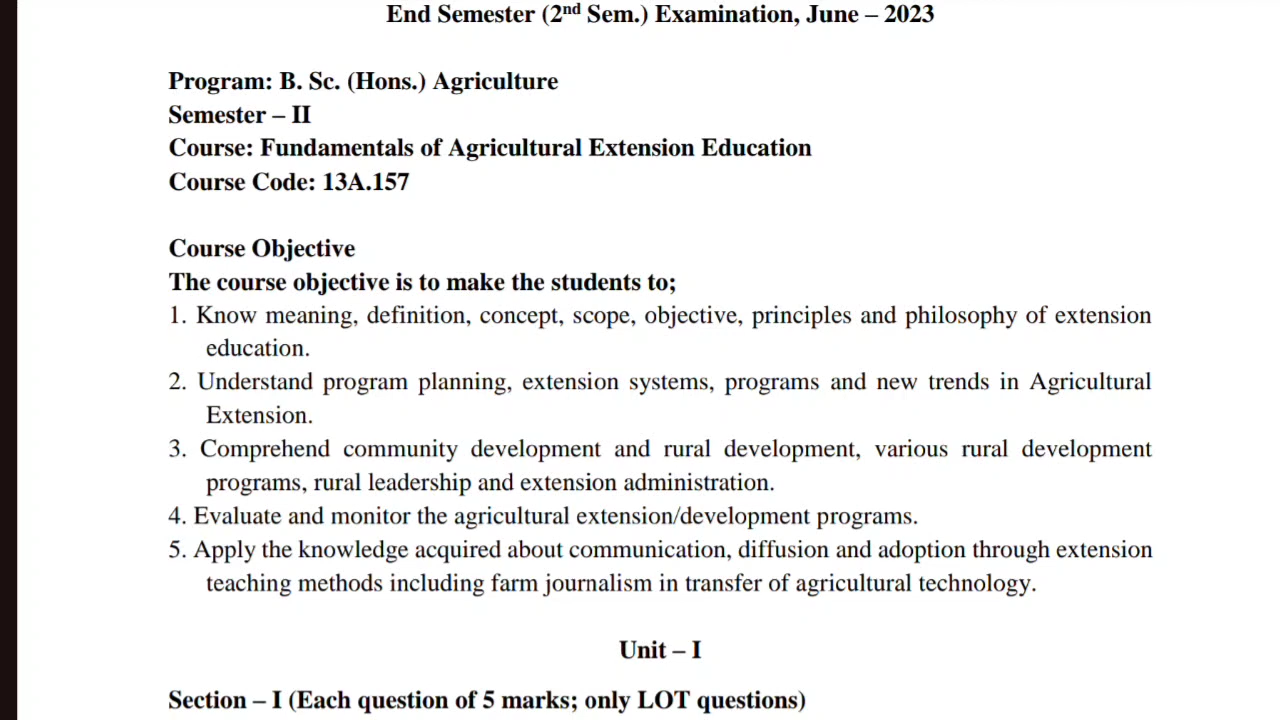 End Semester (2nd Sem.) Examination, June – 2023
Program: B. Sc. (Hons.) Agriculture
Semester – II
Course: Fundamentals of Agricultural Extension Education
Course Code: 13A.157
Course Objective
The course objective is to make the students to;
1. Know meaning, definition, concept, scope, objective, principles and philosophy of extension
education.
2. Understand program planning, extension systems, programs and new trends in Agricultural
Extension.
3. Comprehend community development and rural development, various rural development
programs, rural leadership and extension administration.
4. Evaluate and monitor the agricultural extension/development programs.
5. Apply the knowledge acquired about communication, diffusion and adoption through extension
teaching methods including farm journalism in transfer of agricultural technology.
Unit – I
Section – I (Each question of 5 marks; only LOT questions)